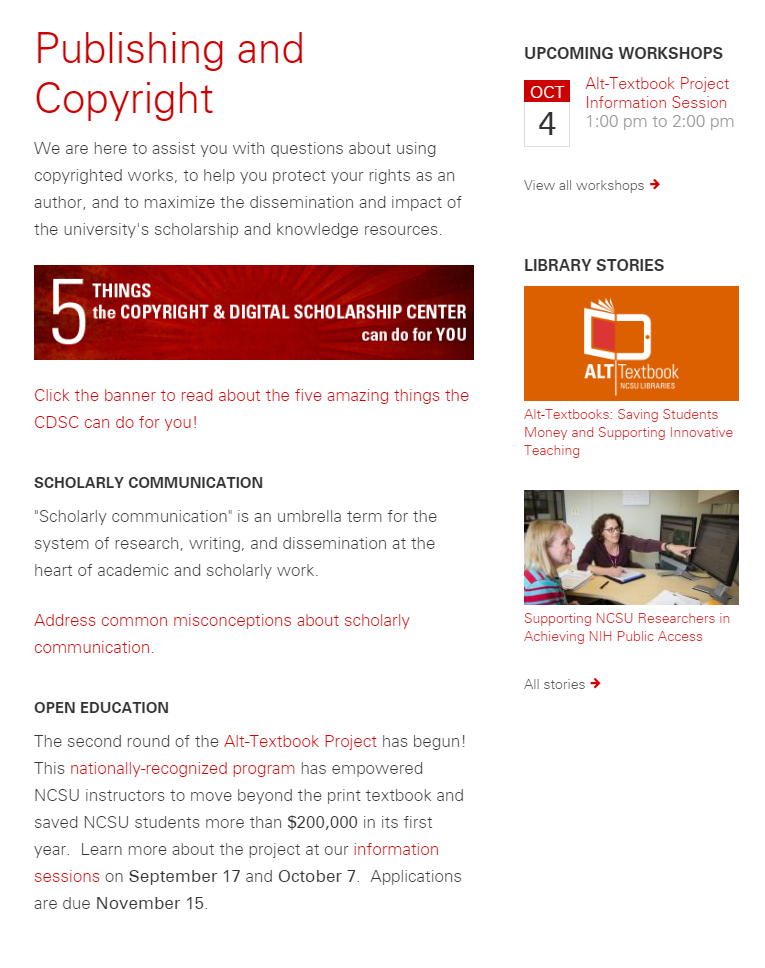 Publishing and
Copyright
We are here to assist you with questions about using
copyrighted works, to help you protect your rights as an
author, and to maximize the dissemination and impact of
the university's scholarship and knowledge resources.
5 THINGS
the COPYRIGHT & DIGITAL SCHOLARSHIP CENTER
can do for YOU
Click the banner to read about the five amazing things the
CDSC can do for you!
SCHOLARLY COMMUNICATION
"Scholarly communication" is an umbrella term for the
system of research, writing, and dissemination at the
heart of academic and scholarly work.
Address common misconceptions about scholarly
communication.
OPEN EDUCATION
The second round of the Alt-Textbook Project has begun!
This nationally-recognized program has empowered
NCSU instructors to move beyond the print textbook and
saved NCSU students more than $200,000 in its first
year.  Learn more about the project at our information
sessions on September 17 and October 7.  Applications
are due November 15.
UPCOMING WORKSHOPS
OCT
4
Alt-Textbook Project
Information Session
1:00 pm to 2:00 pm
View all workshops
LIBRARY STORIES
ALT Textbook
NCSU LIBRARIES
Alt-Textbooks: Saving Students
Money and Supporting Innovative
Teaching
Supporting NCSU Researchers in
Achieving NIH Public Access
All stories